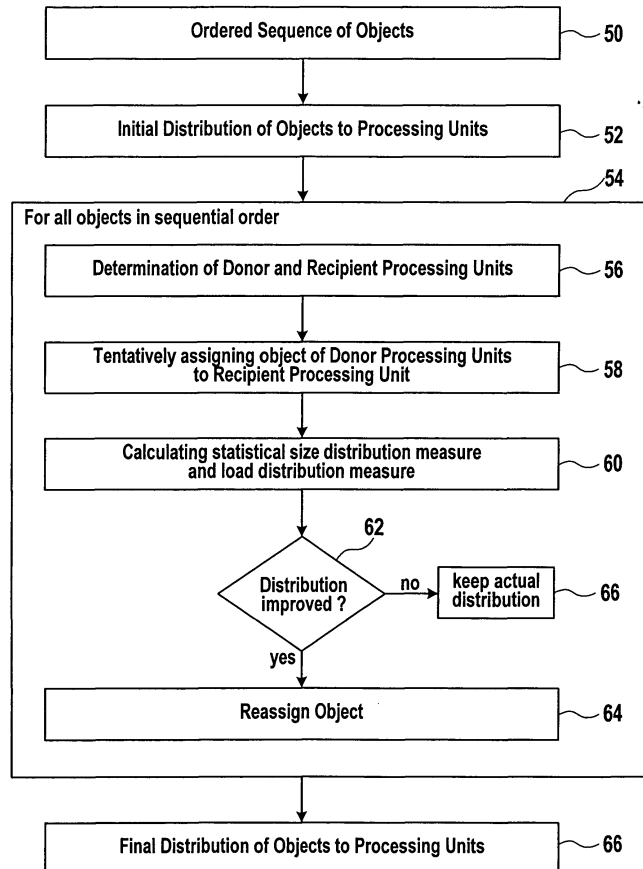 Ordered Sequence of Objects
50
Initial Distribution of Objects to Processing Units
52
54
For all objects in sequential order
Determination of Donor and Recipient Processing Units
56
Tentatively assigning object of Donor Processing Units
to Recipient Processing Unit
58
Calculating statistical size distribution measure
and load distribution measure
60
62
Distribution
improved ?
no
keep actual
distribution
66
yes
Reassign Object
64
Final Distribution of Objects to Processing Units
66